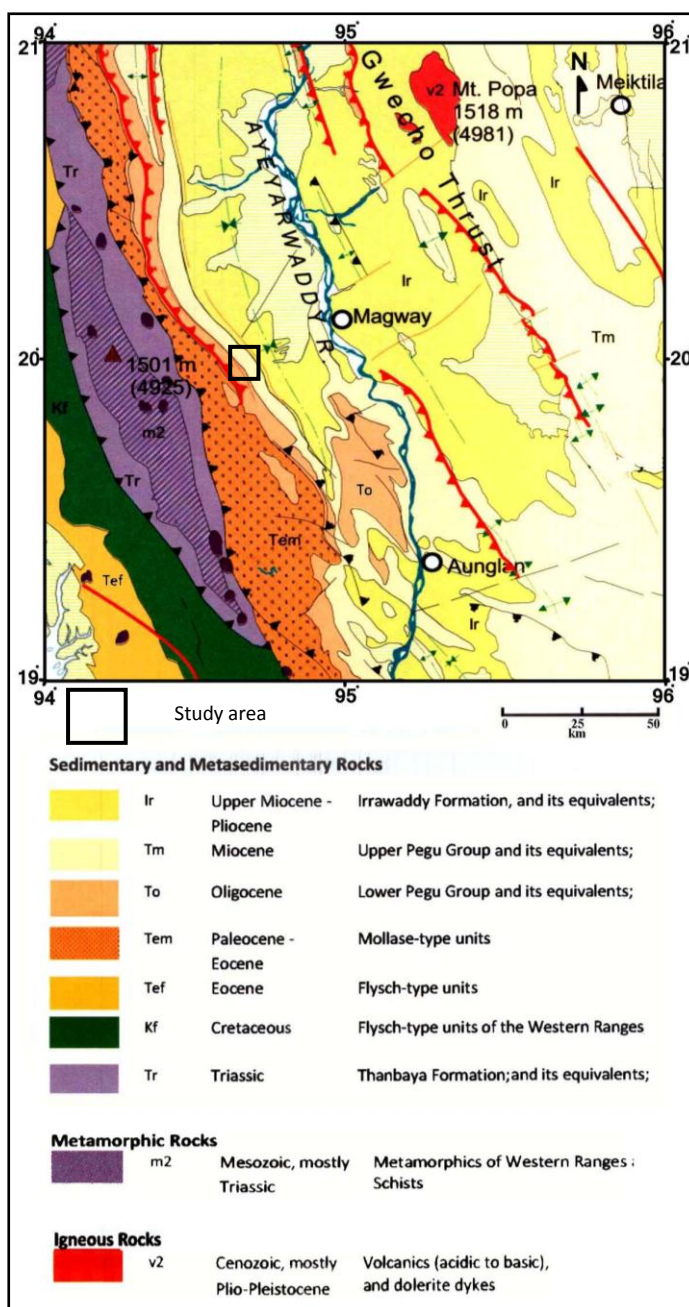 94˚ 95˚ 96˚
21˚ 21˚
Gwecho Thrust
v2 Mt. Popa
1518 m
(4981)
N
Meiktila
AYEYARWADDY R.
Tr
Ir
Ir
Ir
Magway
Tm
20˚ 20˚
1501 m
(4925)
Kf
m2
Tr
To
Tem
Aunglan
Tef
Ir
19˚ 19˚
94˚ 95˚ 96˚
Study area
0 25 50
km
Sedimentary and Metasedimentary Rocks
Ir Upper Miocene - Irrawaddy Formation, and its equivalents;
Pliocene
Tm Miocene Upper Pegu Group and its equivalents;
To Oligocene Lower Pegu Group and its equivalents;
Tem Paleocene - Mollase-type units
Eocene
Tef Eocene Flysch-type units
Kf Cretaceous Flysch-type units of the Western Ranges
Tr Triassic Thanbaya Formation;and its equivalents;
Metamorphic Rocks
m2 Mesozoic, mostly Metamorphics of Western Ranges :
Triassic Schists
Igneous Rocks
v2 Cenozoic, mostly Volcanics (acidic to basic),
Plio-Pleistocene and dolerite dykes